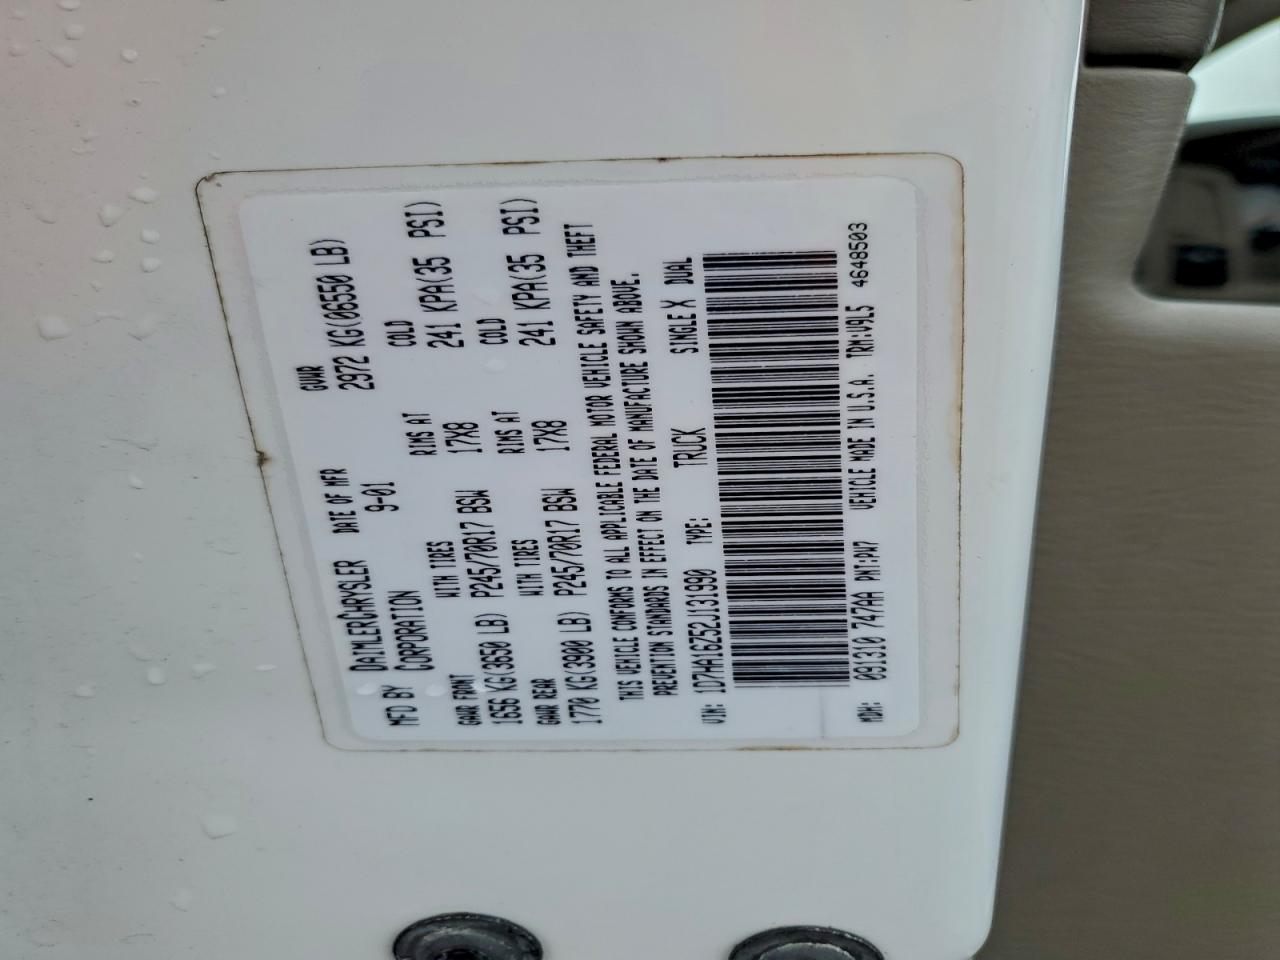 MFD BY DAIMLERCHRYSLER CORPORATION
DATE OF MFR 9-01
GVWR 2972 KG(06550 LB)
GAWR FRONT WITH TIRES RIMS AT COLD
1656 KG(3650 LB) P245/70R17 BSW 17X8 241 KPA(35 PSI)
GAWR REAR WITH TIRES RIMS AT COLD
1770 KG(3900 LB) P245/70R17 BSW 17X8 241 KPA(35 PSI)
THIS VEHICLE CONFORMS TO ALL APPLICABLE FEDERAL MOTOR VEHICLE SAFETY AND THEFT
PREVENTION STANDARDS IN EFFECT ON THE DATE OF MANUFACTURE SHOWN ABOVE.
VIN: 1D7HA16Z52J131990 TYPE: TRUCK SINGLE X DUAL
MDH: 091310 747AA PNT:PW7 VEHICLE MADE IN U.S.A. TRM:V9L5 4648503